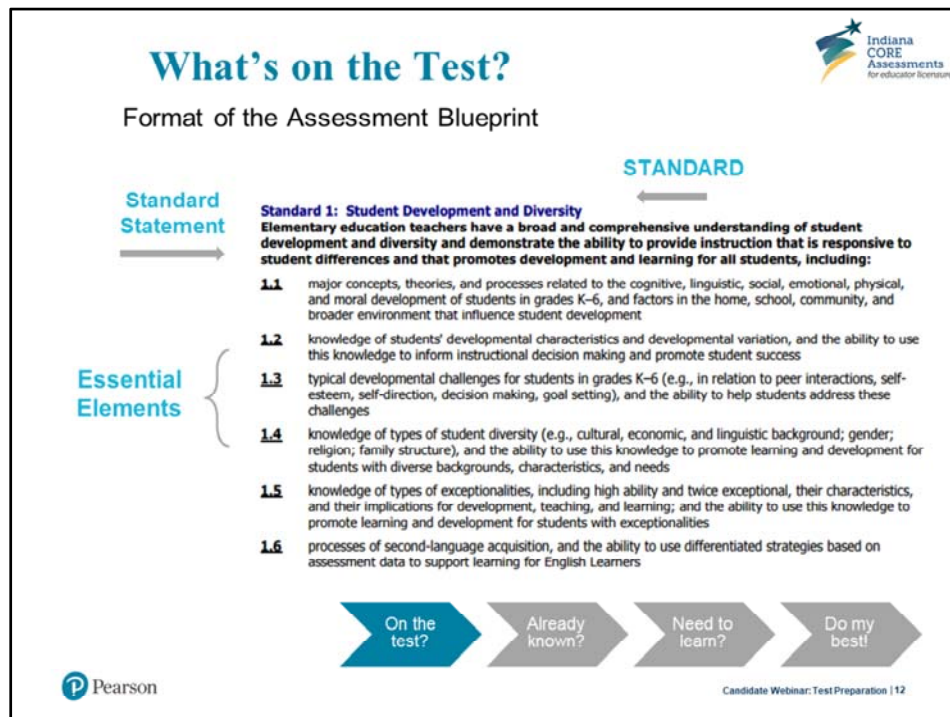 What's on the Test?
Indiana
CORE
Assessments
for educator licensure
Format of the Assessment Blueprint
STANDARD
Standard
Statement
Standard 1: Student Development and Diversity
Elementary education teachers have a broad and comprehensive understanding of student
development and diversity and demonstrate the ability to provide instruction that is responsive to
student differences and that promotes development and learning for all students, including:
1.1 major concepts, theories, and processes related to the cognitive, linguistic, social, emotional, physical,
and moral development of students in grades K–6, and factors in the home, school, community, and
broader environment that influence student development
1.2 knowledge of students' developmental characteristics and developmental variation, and the ability to use
this knowledge to inform instructional decision making and promote student success
Essential
Elements
1.3 typical developmental challenges for students in grades K–6 (e.g., in relation to peer interactions, self-
esteem, self-direction, decision making, goal setting), and the ability to help students address these
challenges
1.4 knowledge of types of student diversity (e.g., cultural, economic, and linguistic background; gender;
religion; family structure), and the ability to use this knowledge to promote learning and development for
students with diverse backgrounds, characteristics, and needs
1.5 knowledge of types of exceptionalities, including high ability and twice exceptional, their characteristics,
and their implications for development, teaching, and learning; and the ability to use this knowledge to
promote learning and development for students with exceptionalities
1.6 processes of second-language acquisition, and the ability to use differentiated strategies based on
assessment data to support learning for English Learners
On the
test?
Already
known?
Need to
learn?
Do my
best!
Pearson
Candidate Webinar: Test Preparation | 12